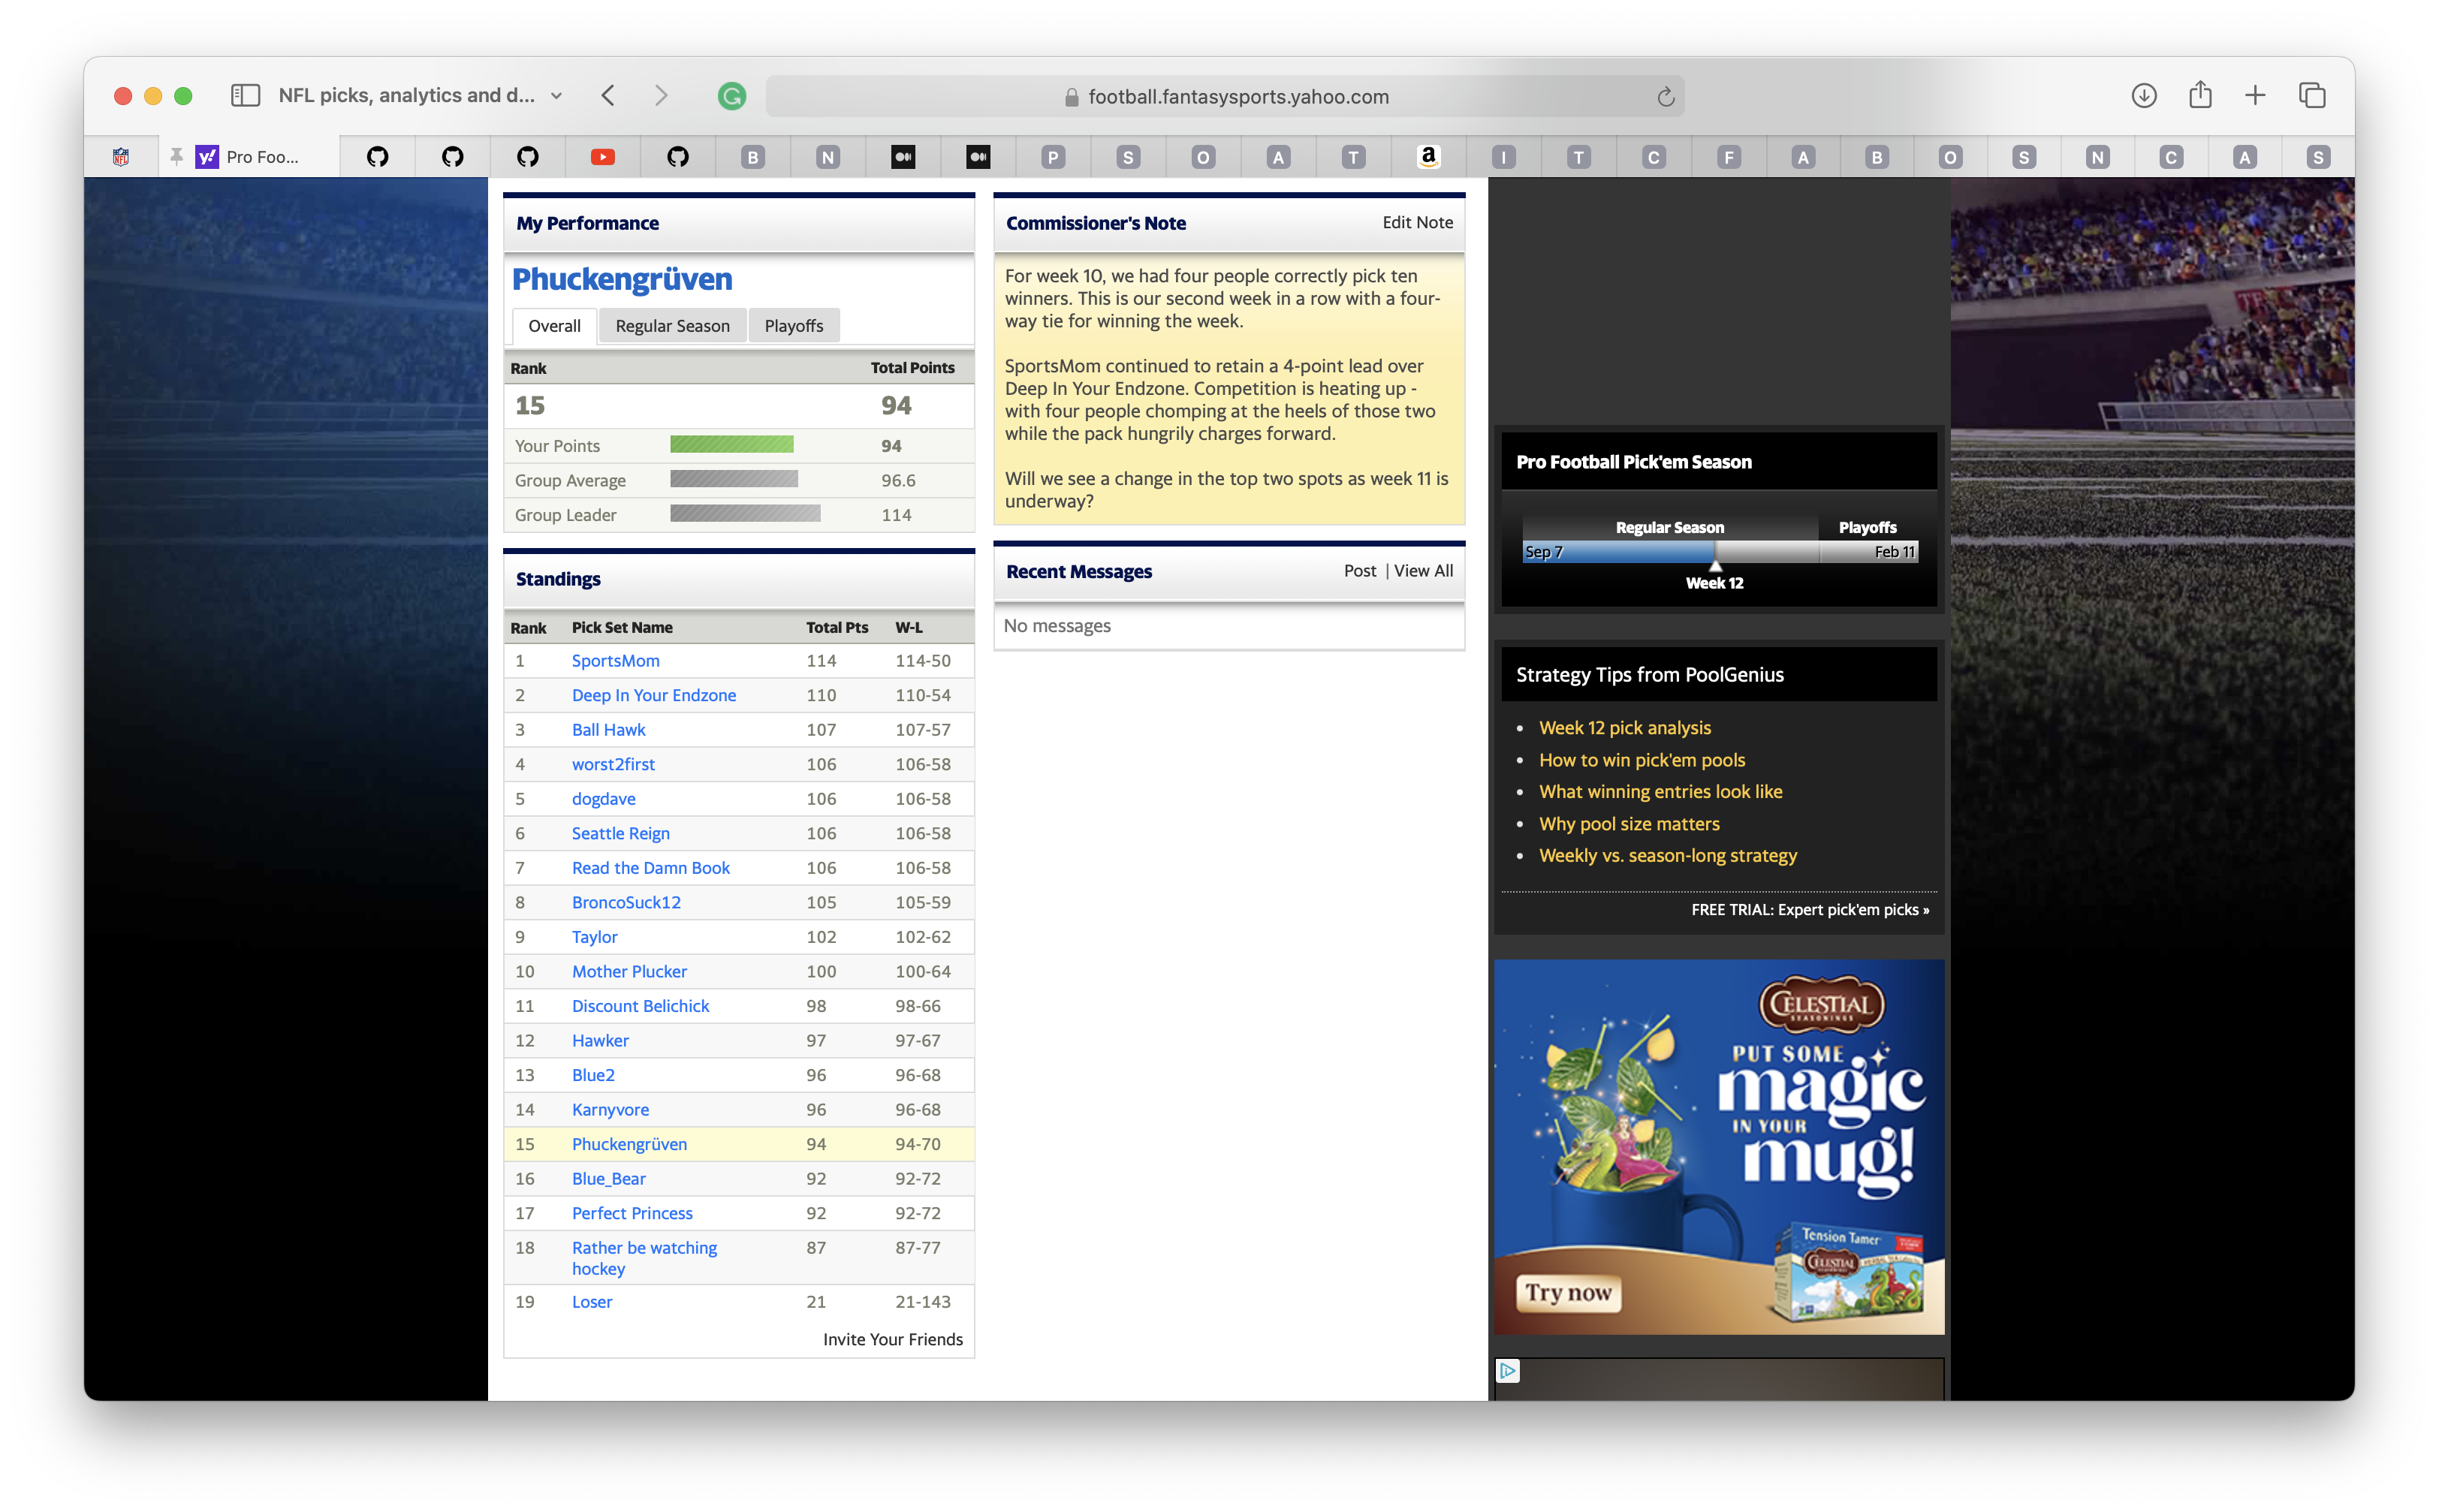 NFL picks, analytics and d...
football.fantasysports.yahoo.com
NFL
y!
Pro Foo...
B
N
P
S
O
A
T
a
I
T
C
F
A
B
O
S
N
C
A
S
My Performance
Phuckengrüven
Overall
Regular Season
Playoffs
Rank Total Points
15 94
Your Points 94
Group Average 96.6
Group Leader 114
Standings
Rank Pick Set Name Total Pts W-L
1 SportsMom 114 114-50
2 Deep In Your Endzone 110 110-54
3 Ball Hawk 107 107-57
4 worst2first 106 106-58
5 dogdave 106 106-58
6 Seattle Reign 106 106-58
7 Read the Damn Book 106 106-58
8 BroncoSuck12 105 105-59
9 Taylor 102 102-62
10 Mother Plucker 100 100-64
11 Discount Belichick 98 98-66
12 Hawker 97 97-67
13 Blue2 96 96-68
14 Karnyvore 96 96-68
15 Phuckengrüven 94 94-70
16 Blue_Bear 92 92-72
17 Perfect Princess 92 92-72
18 Rather be watching 87 87-77
hockey
19 Loser 21 21-143
Invite Your Friends
Commissioner's Note Edit Note
For week 10, we had four people correctly pick ten
winners. This is our second week in a row with a four-
way tie for winning the week.
SportsMom continued to retain a 4-point lead over
Deep In Your Endzone. Competition is heating up -
with four people chomping at the heels of those two
while the pack hungrily charges forward.
Will we see a change in the top two spots as week 11 is
underway?
Recent Messages Post | View All
No messages
Pro Football Pick'em Season
Regular Season Playoffs
Sep 7 Feb 11
Week 12
Strategy Tips from PoolGenius
• Week 12 pick analysis
• How to win pick'em pools
• What winning entries look like
• Why pool size matters
• Weekly vs. season-long strategy
FREE TRIAL: Expert pick'em picks »
CELESTIAL
SEASONINGS
PUT SOME
magic
IN YOUR
mug!
Tension Tamer
CELESTIAL
Try now